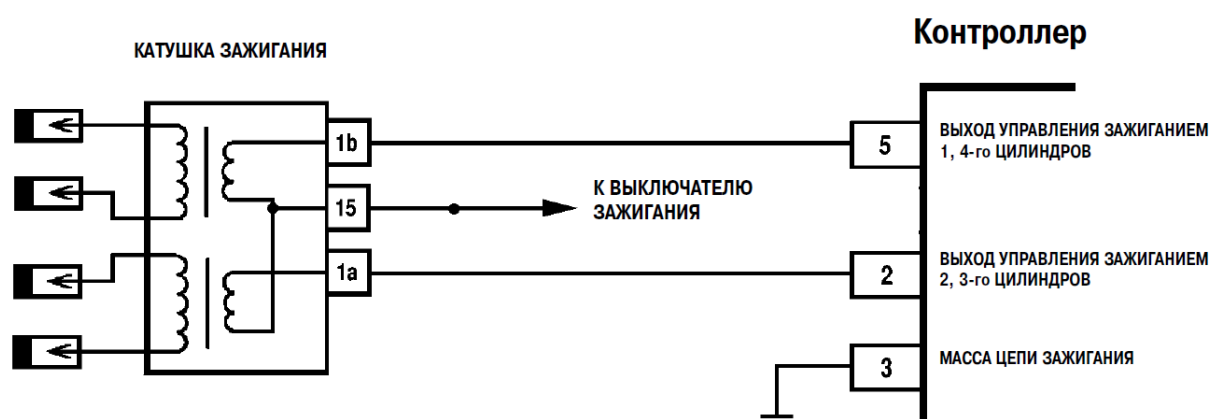 Контроллер
КАТУШКА ЗАЖИГАНИЯ
1b
5
ВЫХОД УПРАВЛЕНИЯ ЗАЖИГАНИЕМ
1, 4-го ЦИЛИНДРОВ
15
К ВЫКЛЮЧАТЕЛЮ
ЗАЖИГАНИЯ
1a
2
ВЫХОД УПРАВЛЕНИЯ ЗАЖИГАНИЕМ
2, 3-го ЦИЛИНДРОВ
3
МАССА ЦЕПИ ЗАЖИГАНИЯ